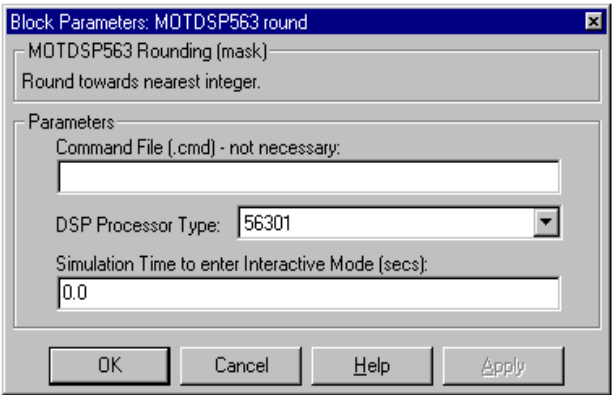 Block Parameters: MOTDSP563 round
MOTDSP563 Rounding (mask)
Round towards nearest integer.
Parameters
Command File (.cmd) - not necessary:
DSP Processor Type: 56301
Simulation Time to enter Interactive Mode (secs):
0.0
OK Cancel Help Apply